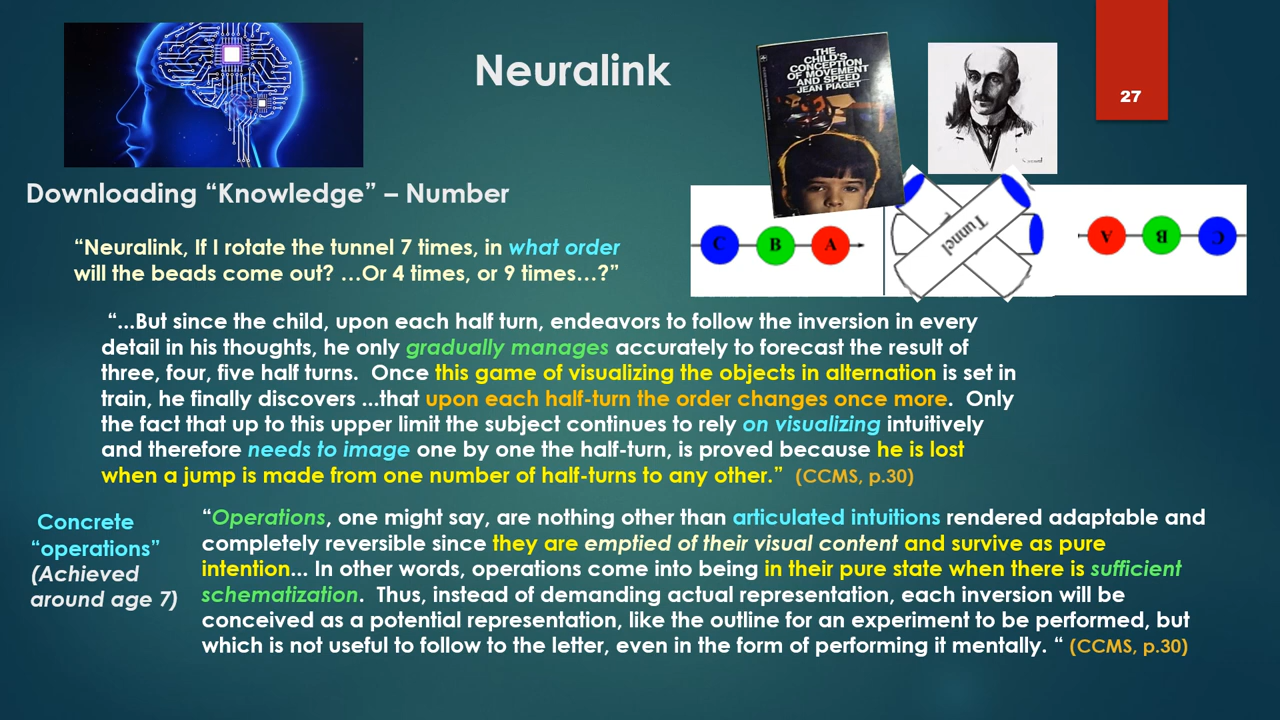 Neuralink
THE
CHILD'S
CONCEPTION
OF MOVEMENT
AND SPEED
JEAN PIAGET
27
Downloading “Knowledge” – Number
C B A
Tunnel
A B C
“Neuralink, If I rotate the tunnel 7 times, in what order
will the beads come out? …Or 4 times, or 9 times…?”
“...But since the child, upon each half turn, endeavors to follow the inversion in every
detail in his thoughts, he only gradually manages accurately to forecast the result of
three, four, five half turns. Once this game of visualizing the objects in alternation is set in
train, he finally discovers ...that upon each half-turn the order changes once more. Only
the fact that up to this upper limit the subject continues to rely on visualizing intuitively
and therefore needs to image one by one the half-turn, is proved because he is lost
when a jump is made from one number of half-turns to any other.” (CCMS, p.30)
Concrete
“operations”
(Achieved
around age 7)
“Operations, one might say, are nothing other than articulated intuitions rendered adaptable and
completely reversible since they are emptied of their visual content and survive as pure
intention... In other words, operations come into being in their pure state when there is sufficient
schematization. Thus, instead of demanding actual representation, each inversion will be
conceived as a potential representation, like the outline for an experiment to be performed, but
which is not useful to follow to the letter, even in the form of performing it mentally. “ (CCMS, p.30)